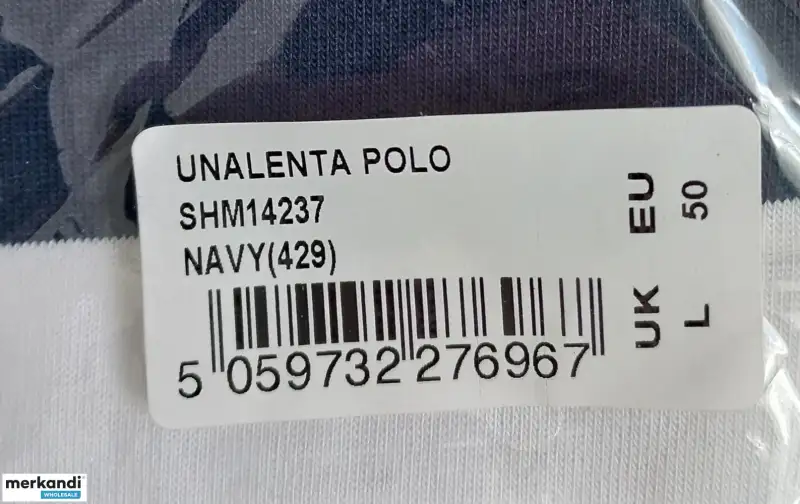 UNALENTA POLO
SHM14237
NAVY(429)
5 059732 276967
EU 50
UK L
merkandi
WHOLESALE